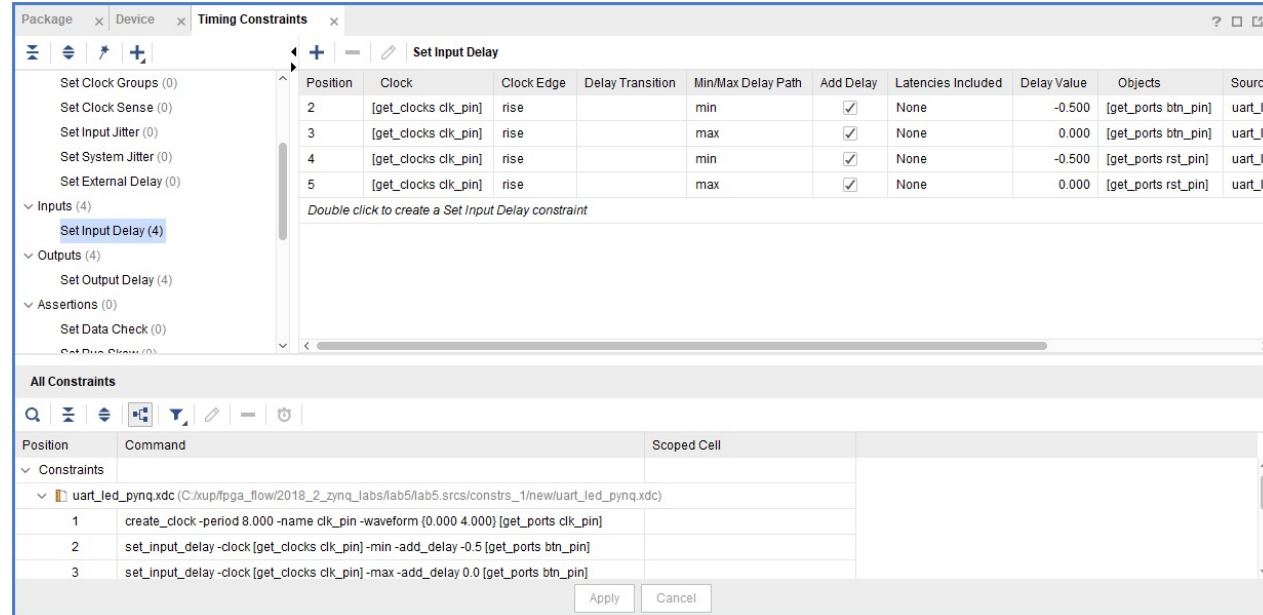 Package × Device × Timing Constraints × ?
Set Input Delay
Set Clock Groups (0)
Set Clock Sense (0)
Set Input Jitter (0)
Set System Jitter (0)
Set External Delay (0)
Inputs (4)
Set Input Delay (4)
Outputs (4)
Set Output Delay (4)
Assertions (0)
Set Data Check (0)
Position Clock Clock Edge Delay Transition Min/Max Delay Path Add Delay Latencies Included Delay Value Objects Sourc
2 [get_clocks clk_pin] rise min None -0.500 [get_ports btn_pin] uart_l
3 [get_clocks clk_pin] rise max None 0.000 [get_ports btn_pin] uart_l
4 [get_clocks clk_pin] rise min None -0.500 [get_ports rst_pin] uart_l
5 [get_clocks clk_pin] rise max None 0.000 [get_ports rst_pin] uart_l
Double click to create a Set Input Delay constraint
All Constraints
Position Command Scoped Cell
Constraints
uart_led_pynq.xdc (C:/xup/fpga_flow/2018_2_zynq_labs/lab5/lab5.srcs/constrs_1/new/uart_led_pynq.xdc)
1 create_clock -period 8.000 -name clk_pin -waveform {0.000 4.000} [get_ports clk_pin]
2 set_input_delay -clock [get_clocks clk_pin] -min -add_delay -0.5 [get_ports btn_pin]
3 set_input_delay -clock [get_clocks clk_pin] -max -add_delay 0.0 [get_ports btn_pin]
Apply Cancel